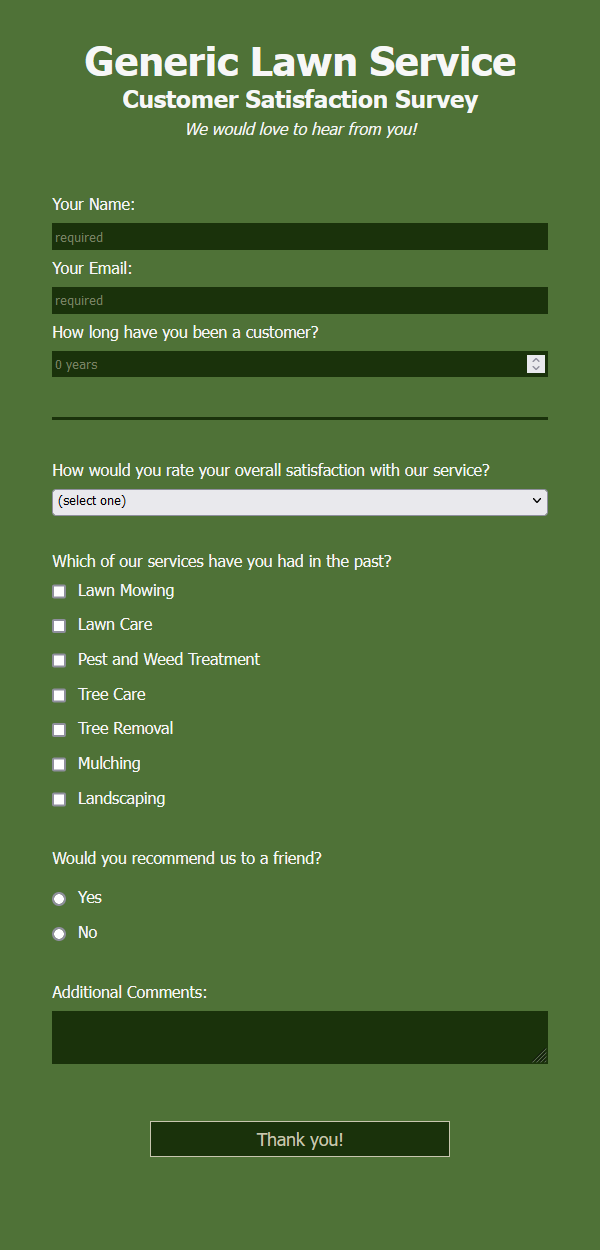 Generic Lawn Service
Customer Satisfaction Survey
We would love to hear from you!
Your Name:
required
Your Email:
required
How long have you been a customer?
0 years
How would you rate your overall satisfaction with our service?
(select one)
Which of our services have you had in the past?
Lawn Mowing
Lawn Care
Pest and Weed Treatment
Tree Care
Tree Removal
Mulching
Landscaping
Would you recommend us to a friend?
Yes
No
Additional Comments:
Thank you!